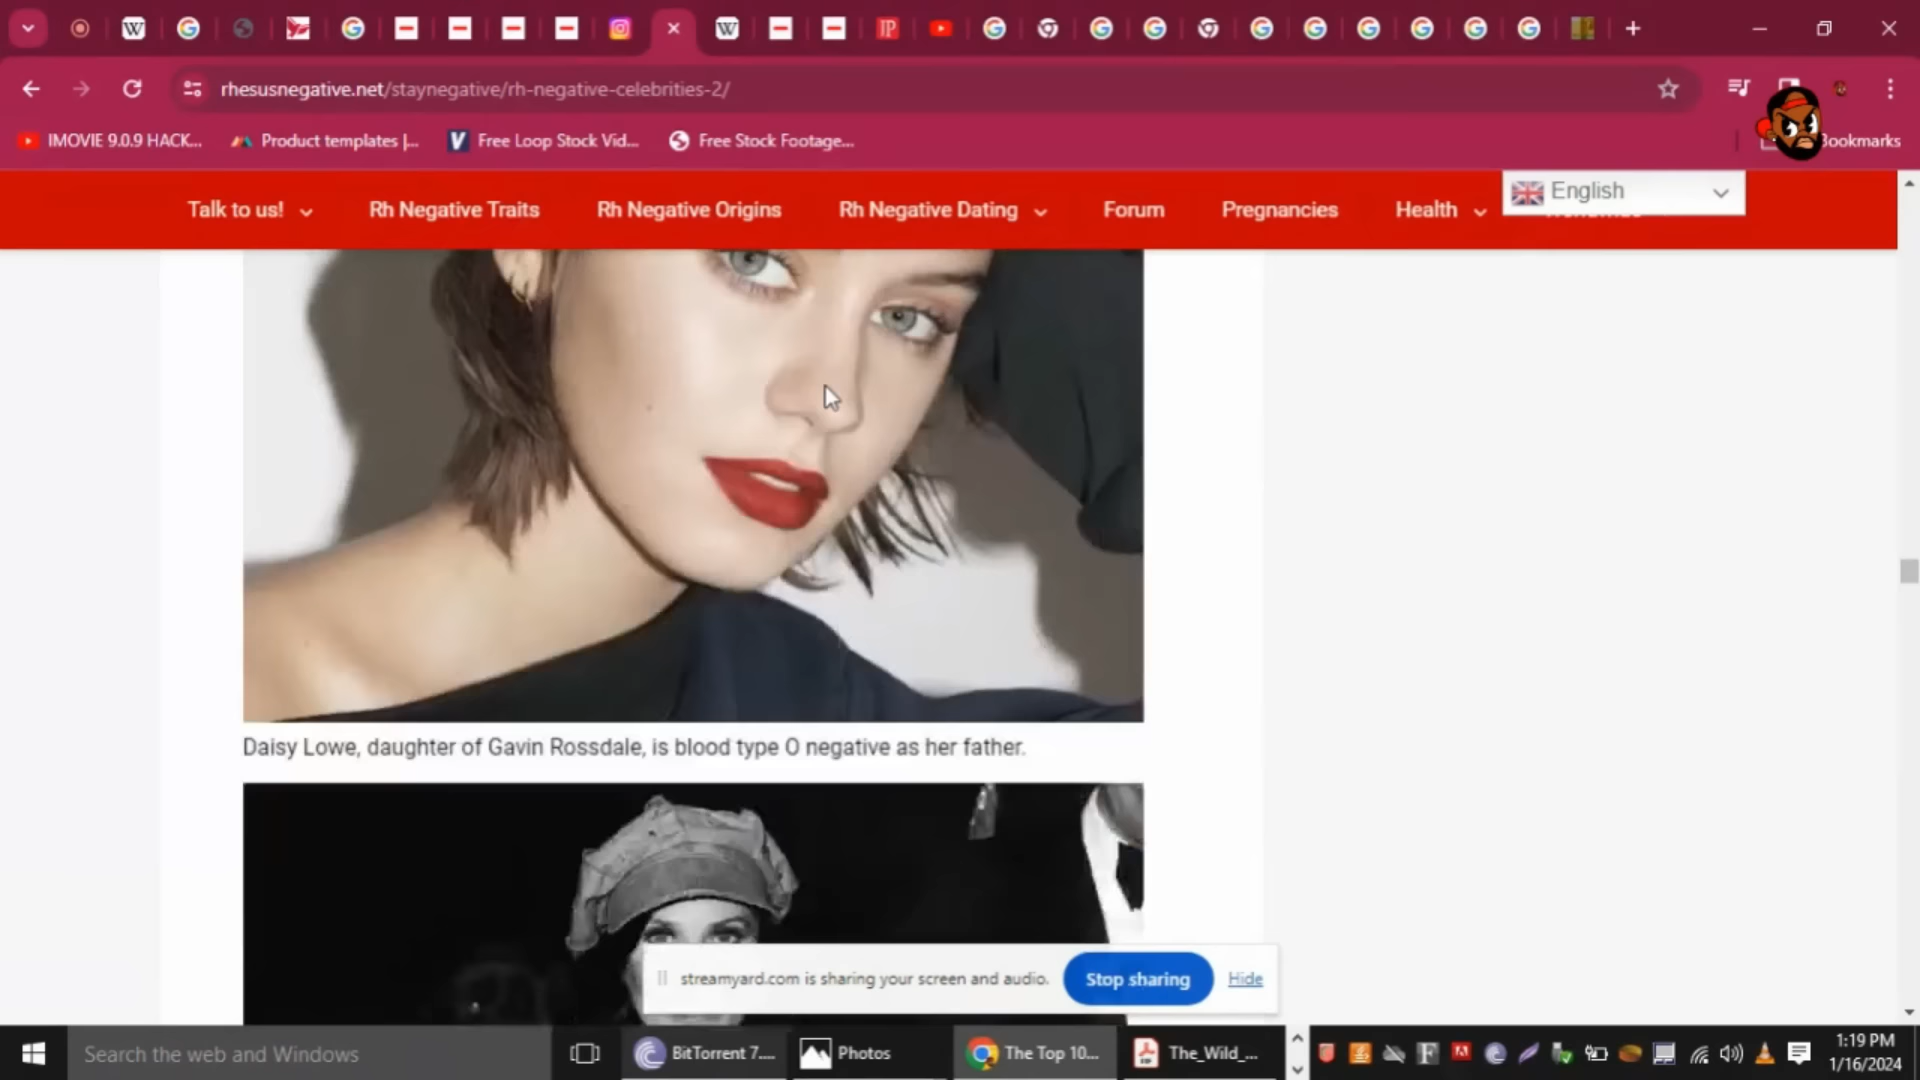 rhesusnegative.net/staynegative/rh-negative-celebrities-2/
IMOVIE 9.0.9 HACK... Product templates |... Free Loop Stock Vid... Free Stock Footage... Bookmarks
Talk to us! Rh Negative Traits Rh Negative Origins Rh Negative Dating Forum Pregnancies Health English
Daisy Lowe, daughter of Gavin Rossdale, is blood type O negative as her father.
streamyard.com is sharing your screen and audio. Stop sharing Hide
Search the web and Windows BitTorrent 7.... Photos The Top 10... The_Wild_... 1:19 PM
1/16/2024